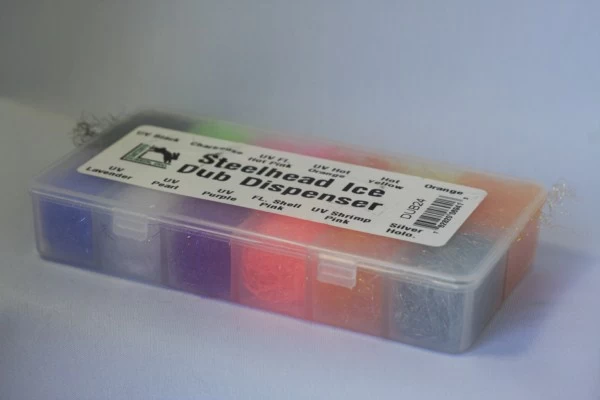 UV Black Chartreuse UV Fl. Hot Pink UV Hot Orange Hot Yellow Orange
Steelhead Ice
Dub Dispenser
UV Lavender UV Pearl UV Purple FL. Shell Pink UV Shrimp Pink Silver Holo.
DUB24